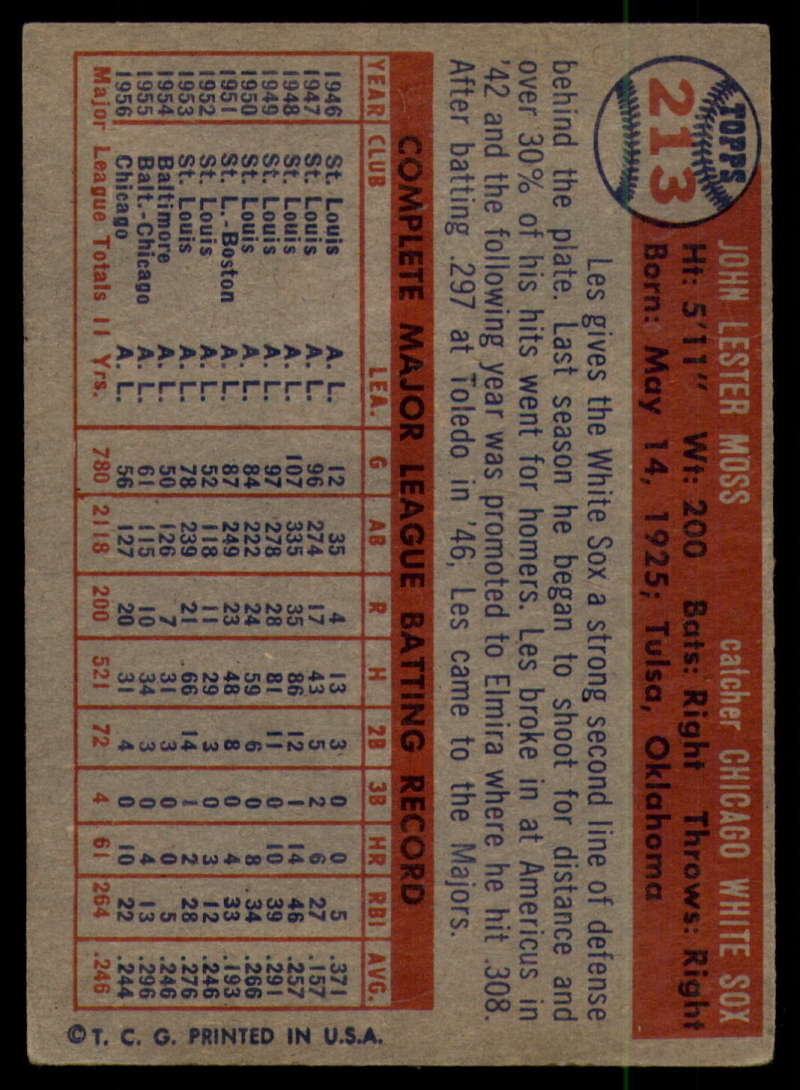 TOPPS
213
JOHN LESTER MOSS catcher CHICAGO WHITE SOX
Ht: 5'11" Wt: 200 Bats: Right Throws: Right
Born: May 14, 1925; Tulsa, Oklahoma
Les gives the White Sox a strong second line of defense
behind the plate. Last season he began to shoot for distance and
over 30% of his hits went for homers. Les broke in at Americus in
'42 and the following year was promoted to Elmira where he hit .308.
After batting .297 at Toledo in '46, Les came to the Majors.
COMPLETE MAJOR LEAGUE BATTING RECORD
YEAR CLUB LEA. G AB R H 2B 3B HR RBI AVG.
1946 St. Louis A. L. 12 35 4 13 3 0 0 5 .371
1947 St. Louis A. L. 96 274 17 43 5 2 6 27 .157
1948 St. Louis A. L. 107 335 35 86 12 1 14 46 .257
1949 St. Louis A. L. 97 278 28 81 11 0 10 39 .291
1950 St. Louis A. L. 84 222 24 59 6 0 8 34 .266
1951 St. L.-Boston A. L. 87 249 23 48 8 0 4 33 .193
1952 St. Louis A. L. 52 118 11 29 3 0 3 12 .246
1953 St. Louis A. L. 78 239 21 66 14 1 2 28 .276
1954 Baltimore A. L. 50 126 7 31 3 0 0 5 .246
1955 Balt.-Chicago A. L. 61 115 10 34 3 0 4 13 .296
1956 Chicago A. L. 56 127 20 31 4 0 10 22 .244
Major League Totals 11 Yrs. 780 2118 200 521 72 4 61 264 .246
© T. C. G. PRINTED IN U.S.A.